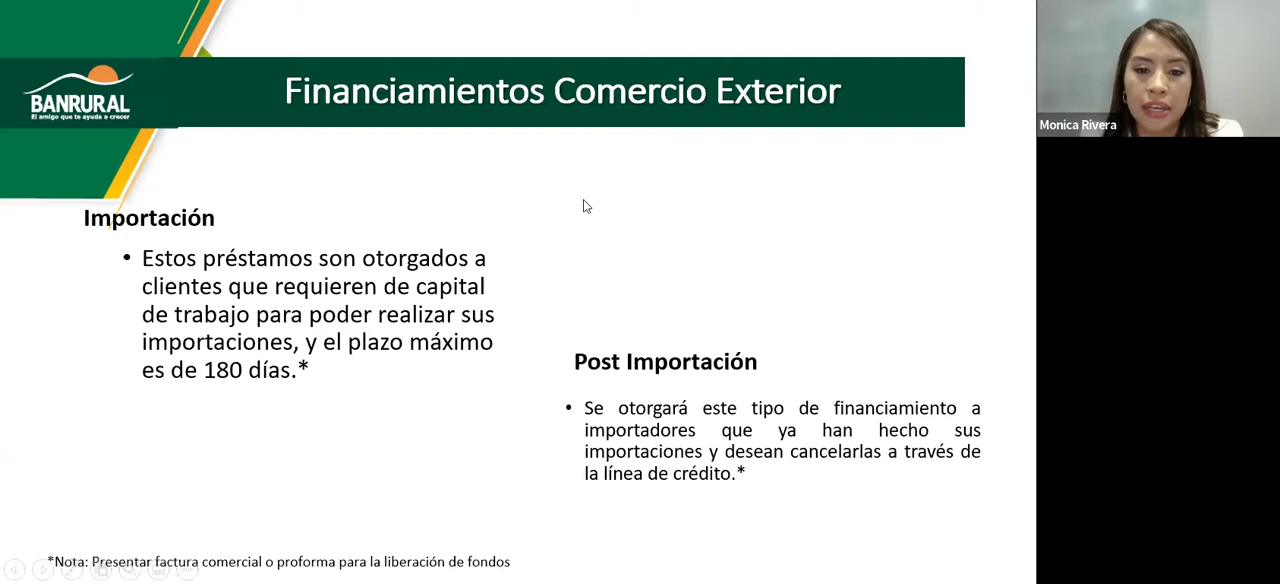 Financiamientos Comercio Exterior
BANRURAL
El amigo que te ayuda a crecer
Monica Rivera
Importación
• Estos préstamos son otorgados a
clientes que requieren de capital
de trabajo para poder realizar sus
importaciones, y el plazo máximo
es de 180 días.*
Post Importación
• Se otorgará este tipo de financiamiento a
importadores que ya han hecho sus
importaciones y desean cancelarlas a través de
la línea de crédito.*
*Nota: Presentar factura comercial o proforma para la liberación de fondos